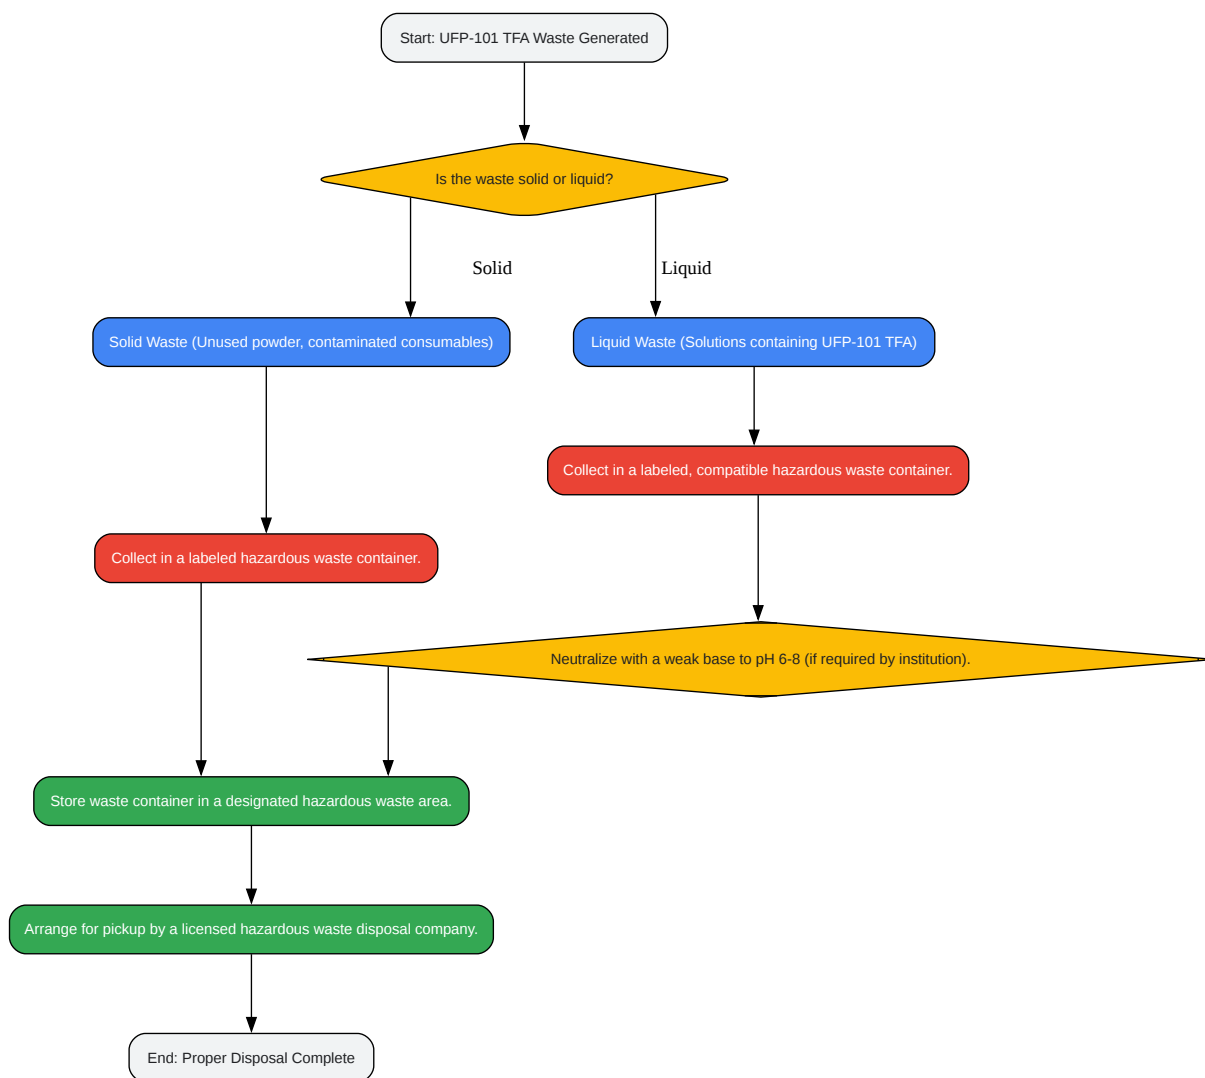 Start: UFP-101 TFA Waste Generated
Is the waste solid or liquid?
Solid
Liquid
Solid Waste (Unused powder, contaminated consumables)
Liquid Waste (Solutions containing UFP-101 TFA)
Collect in a labeled, compatible hazardous waste container.
Collect in a labeled hazardous waste container.
Neutralize with a weak base to pH 6-8 (if required by institution).
Store waste container in a designated hazardous waste area.
Arrange for pickup by a licensed hazardous waste disposal company.
End: Proper Disposal Complete